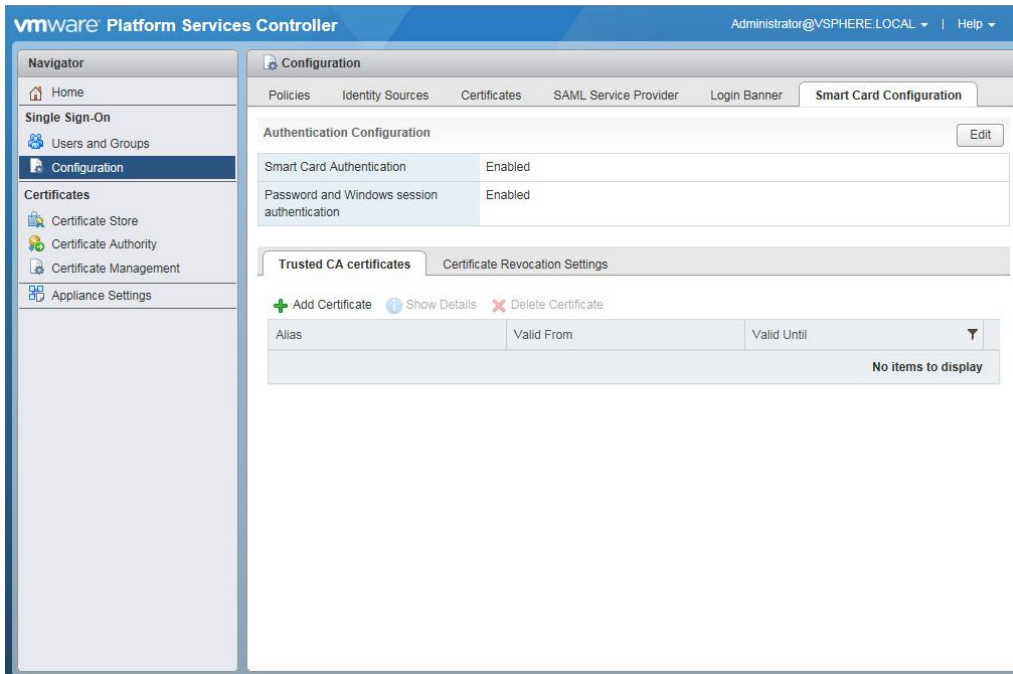 vmware Platform Services Controller
Administrator@VSPHERE.LOCAL | Help
Navigator
Home
Single Sign-On
Users and Groups
Configuration
Certificates
Certificate Store
Certificate Authority
Certificate Management
Appliance Settings
Configuration
Policies Identity Sources Certificates SAML Service Provider Login Banner Smart Card Configuration
Authentication Configuration Edit
Smart Card Authentication Enabled
Password and Windows session Enabled
authentication
Trusted CA certificates Certificate Revocation Settings
Add Certificate Show Details Delete Certificate
Alias Valid From Valid Until
No items to display